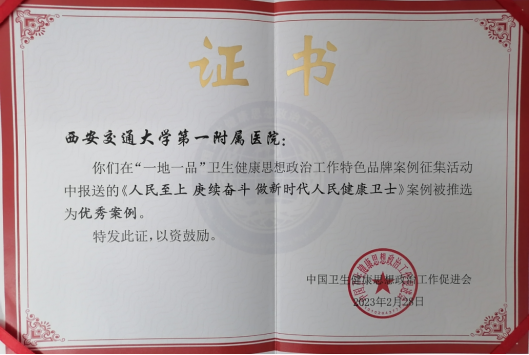 证书
西安交通大学第一附属医院：
你们在“一地一品”卫生健康思想政治工作特色品牌案例征集活动
中报送的《人民至上 赓续奋斗 做新时代人民健康卫士》案例被推选
为优秀案例。
特发此证，以资鼓励。
中国卫生健康思想政治工作促进会
2023年2月28日